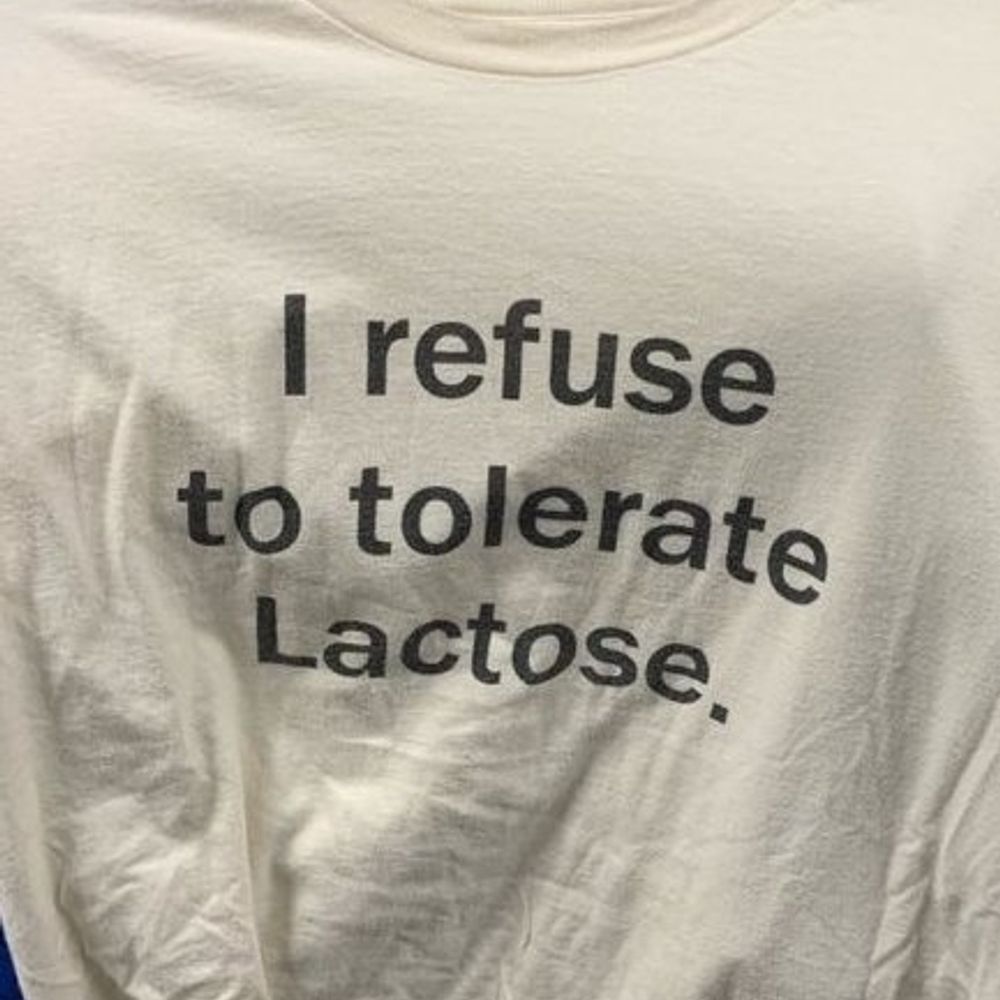 I refuse
to tolerate
Lactose.